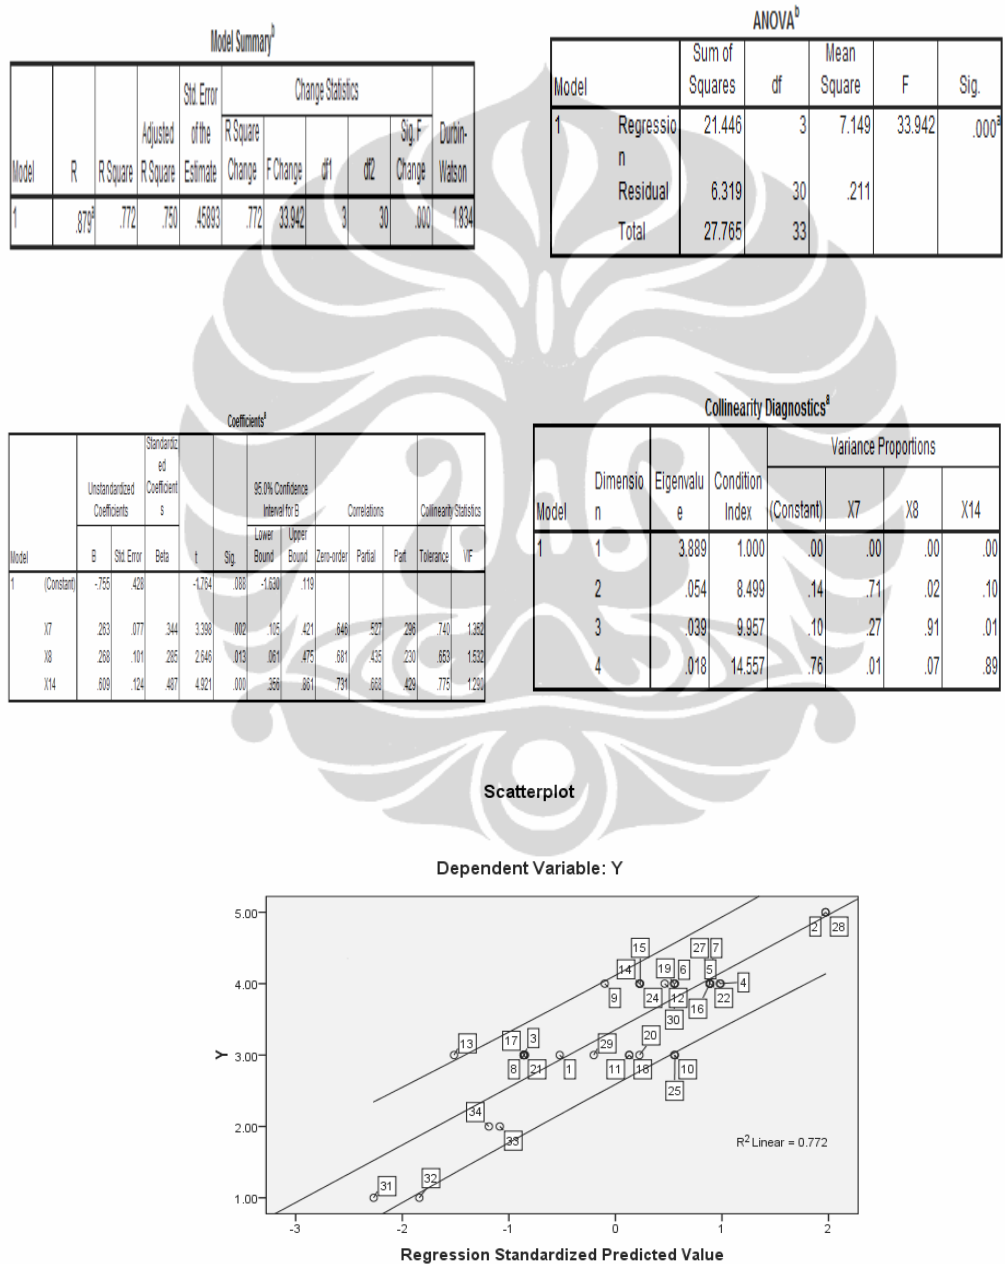 Model Summaryb
Change Statistics
Model R R Square Adjusted R Square Std. Error of the Estimate R Square Change F Change df1 df2 Sig. F Change Durbin-Watson
1 .879a .772 .750 .45893 .772 33.942 3 30 .000 1.834
ANOVAb
Model Sum of Squares df Mean Square F Sig.
1 Regression 21.446 3 7.149 33.942 .000a
Residual 6.319 30 .211
Total 27.765 33
Coefficientsa
Unstandardized Coefficients Standardized Coefficients 95.0% Confidence Interval for B Correlations Collinearity Statistics
Model B Std. Error Beta t Sig. Lower Bound Upper Bound Zero-order Partial Part Tolerance VIF
1 (Constant) -.755 .428 -1.764 .088 -1.630 .119
X7 .263 .077 .344 3.398 .002 .105 .421 .646 .527 .296 .740 1.352
X8 .268 .101 .285 2.646 .013 .061 .475 .681 .435 .230 .653 1.532
X14 .609 .124 .487 4.921 .000 .356 .861 .731 .668 .429 .775 1.290
Collinearity Diagnosticsa
Variance Proportions
Model Dimension Eigenvalue Condition Index (Constant) X7 X8 X14
1 1 3.889 1.000 .00 .00 .00 .00
2 .054 8.499 .14 .71 .02 .10
3 .039 9.957 .10 .27 .91 .01
4 .018 14.557 .76 .01 .07 .89
Scatterplot
Dependent Variable: Y
5.00
2 28
15 27 7
14 19 6 5
4.00 4
9 24 12 16 22
30
17 3 20
13 29
3.00
8 21 1 11 18 10
25
34
2.00
33
R2 Linear = 0.772
32
31
1.00
Y
-3 -2 -1 0 1 2
Regression Standardized Predicted Value